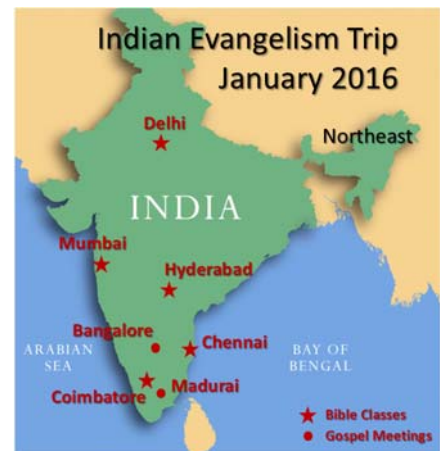 Indian Evangelism Trip
January 2016
Delhi
Northeast
INDIA
Mumbai
Hyderabad
Bangalore
Chennai
ARABIAN
SEA
BAY OF
BENGAL
Coimbatore
Madurai
Bible Classes
Gospel Meetings